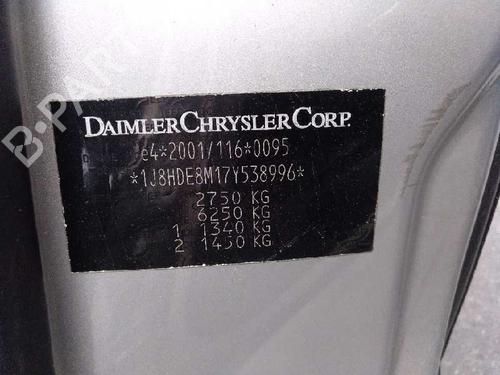 B-PARTS
DAIMLERCHRYSLER CORP.
e4*2001/116*0095
*1J8HDE8M17Y538996*
2750 KG
6250 KG
1 1340 KG
2 1450 KG